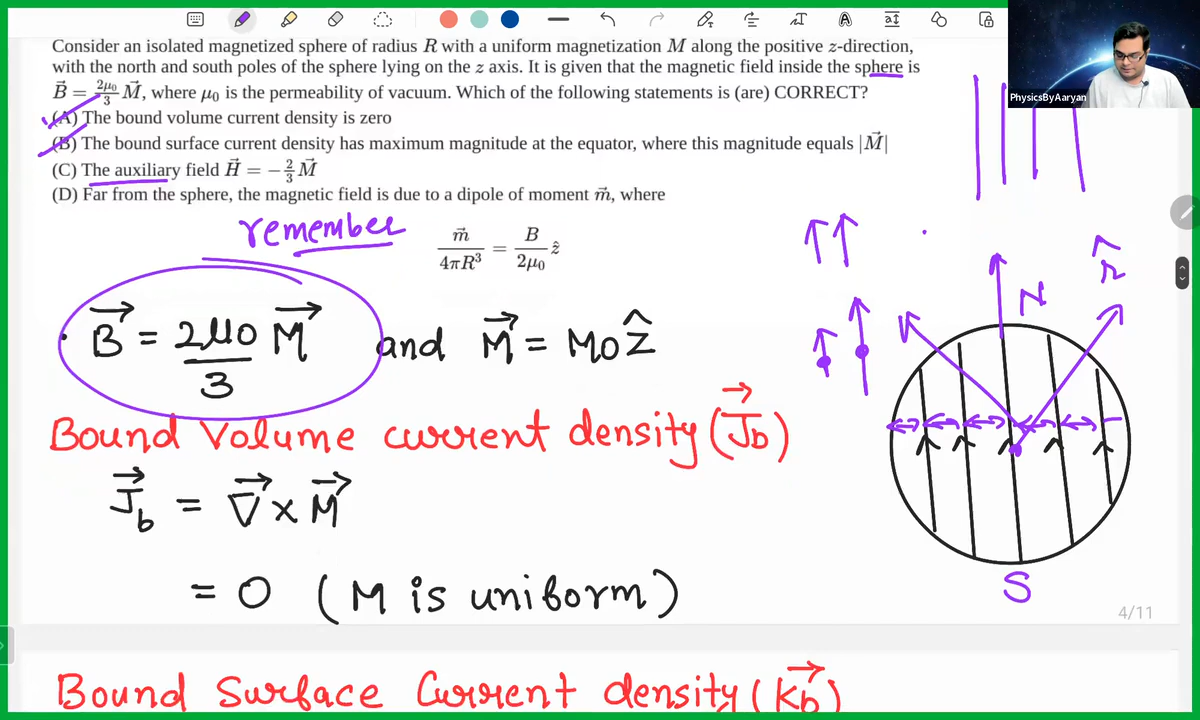 Consider an isolated magnetized sphere of radius R with a uniform magnetization M along the positive z-direction,
with the north and south poles of the sphere lying on the z axis. It is given that the magnetic field inside the sphere is
B⃗ = 2μ₀/3 M⃗, where μ₀ is the permeability of vacuum. Which of the following statements is (are) CORRECT?
(A) The bound volume current density is zero
(B) The bound surface current density has maximum magnitude at the equator, where this magnitude equals |M⃗|
(C) The auxiliary field H⃗ = −2/3 M⃗
(D) Far from the sphere, the magnetic field is due to a dipole of moment m⃗, where
m⃗/4πR³ = B/2μ₀ ẑ
PhysicsByAaryan
remember
B⃗ = 2μ0/3 M⃗ and M⃗ = M0 ẑ
Bound Volume current density (J⃗b)
J⃗b = ∇⃗ × M⃗
= 0 (M is uniform)
r̂
N
S
4/11
Bound Surface Current density (K⃗b)